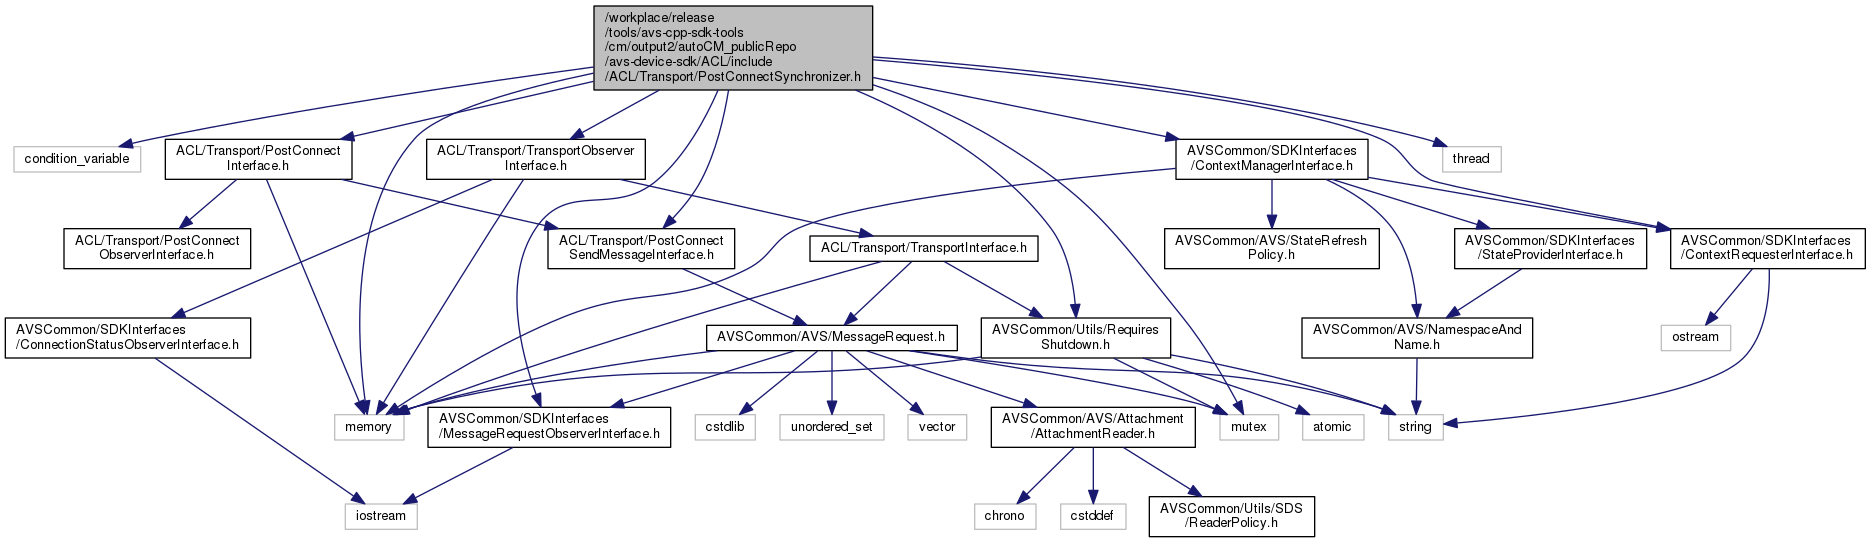 /workplace/release
/tools/avs-cpp-sdk-tools
/cm/output2/autoCM_publicRepo
/avs-device-sdk/ACL/include
/ACL/Transport/PostConnectSynchronizer.h
condition_variable
ACL/Transport/PostConnect
Interface.h
ACL/Transport/TransportObserver
Interface.h
AVSCommon/SDKInterfaces
/ContextManagerInterface.h
thread
ACL/Transport/PostConnect
ObserverInterface.h
ACL/Transport/PostConnect
SendMessageInterface.h
ACL/Transport/TransportInterface.h
AVSCommon/AVS/StateRefresh
Policy.h
AVSCommon/SDKInterfaces
/StateProviderInterface.h
AVSCommon/SDKInterfaces
/ContextRequesterInterface.h
AVSCommon/SDKInterfaces
/ConnectionStatusObserverInterface.h
AVSCommon/AVS/MessageRequest.h
AVSCommon/Utils/Requires
Shutdown.h
AVSCommon/AVS/NamespaceAnd
Name.h
ostream
memory
AVSCommon/SDKInterfaces
/MessageRequestObserverInterface.h
cstdlib
unordered_set
vector
AVSCommon/AVS/Attachment
/AttachmentReader.h
mutex
atomic
string
iostream
chrono
cstddef
AVSCommon/Utils/SDS
/ReaderPolicy.h